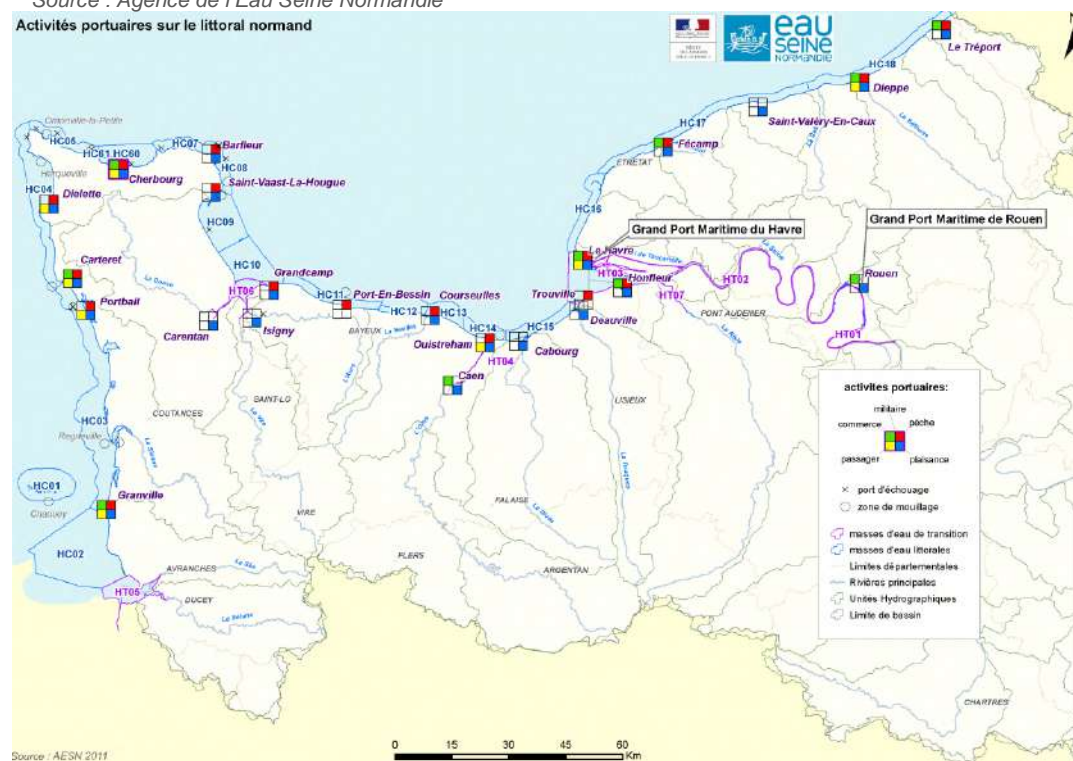 Source : Agence de l'Eau Seine Normandie
Activités portuaires sur le littoral normand
eau
SEINE
NORMANDIE
Le Tréport
HC18
Dieppe
Saint-Valéry-En-Caux
HC17
Fécamp
ETRETAT
HC16
Grand Port Maritime du Havre
Grand Port Maritime de Rouen
Le Havre
La Seine
HT03
HT02
Honfleur
HT07
Rouen
Trouville
Deauville
PONT AUDEMER
HT01
HC05
HC61 HC60
HC07
Barfleur
HC08
Cherbourg
Saint-Vaast-La-Hougue
HC04
Dielette
HC09
Carteret
HC10
Grandcamp
Portbail
HT06
HC11
Port-En-Bessin
Courseulles
HC12
HC13
Carentan
Isigny
BAYEUX
HC14
HC15
Ouistreham
Cabourg
HT04
Caen
SAINT-LO
COUTANCES
LISIEUX
HC03
Regnéville
HC01
Chausey
Granville
FALAISE
VIRE
HC02
FLERS
ARGENTAN
AVRANCHES
La Sée
HT05
DUCEY
CHARTRES
activites portuaires:
militaire
commerce
pêche
passager
plaisance
port d'échouage
zone de mouillage
masses d'eau de transition
masses d'eau littorales
Limites départementales
Rivières principales
Unités Hydrographiques
Limite de bassin
0 15 30 45 60
Km
Source : AESN 2011